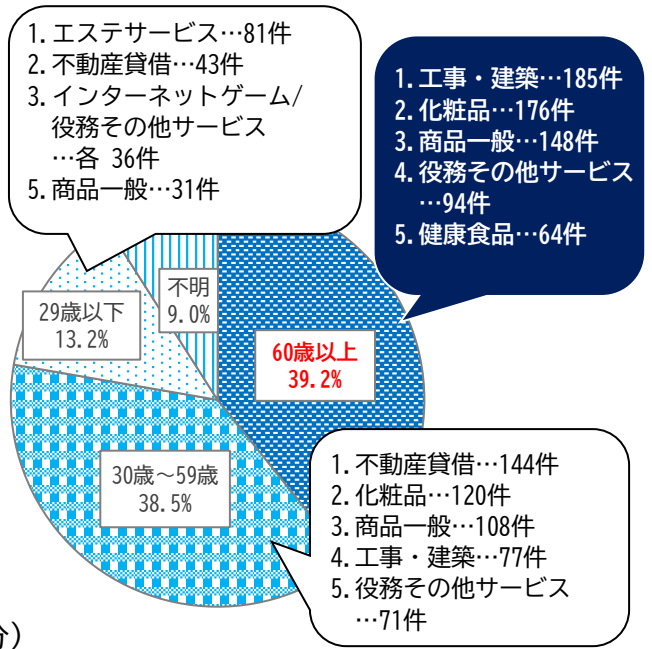 1.エステサービス…81件
2.不動産貸借…43件
3.インターネットゲーム/
役務その他サービス
…各 36件
5.商品一般…31件
1.工事・建築…185件
2.化粧品…176件
3.商品一般…148件
4.役務その他サービス
…94件
5.健康食品…64件
不明
9.0%
29歳以下
13.2%
60歳以上
39.2%
30歳～59歳
38.5%
1.不動産貸借…144件
2.化粧品…120件
3.商品一般…108件
4.工事・建築…77件
5.役務その他サービス
…71件
分)